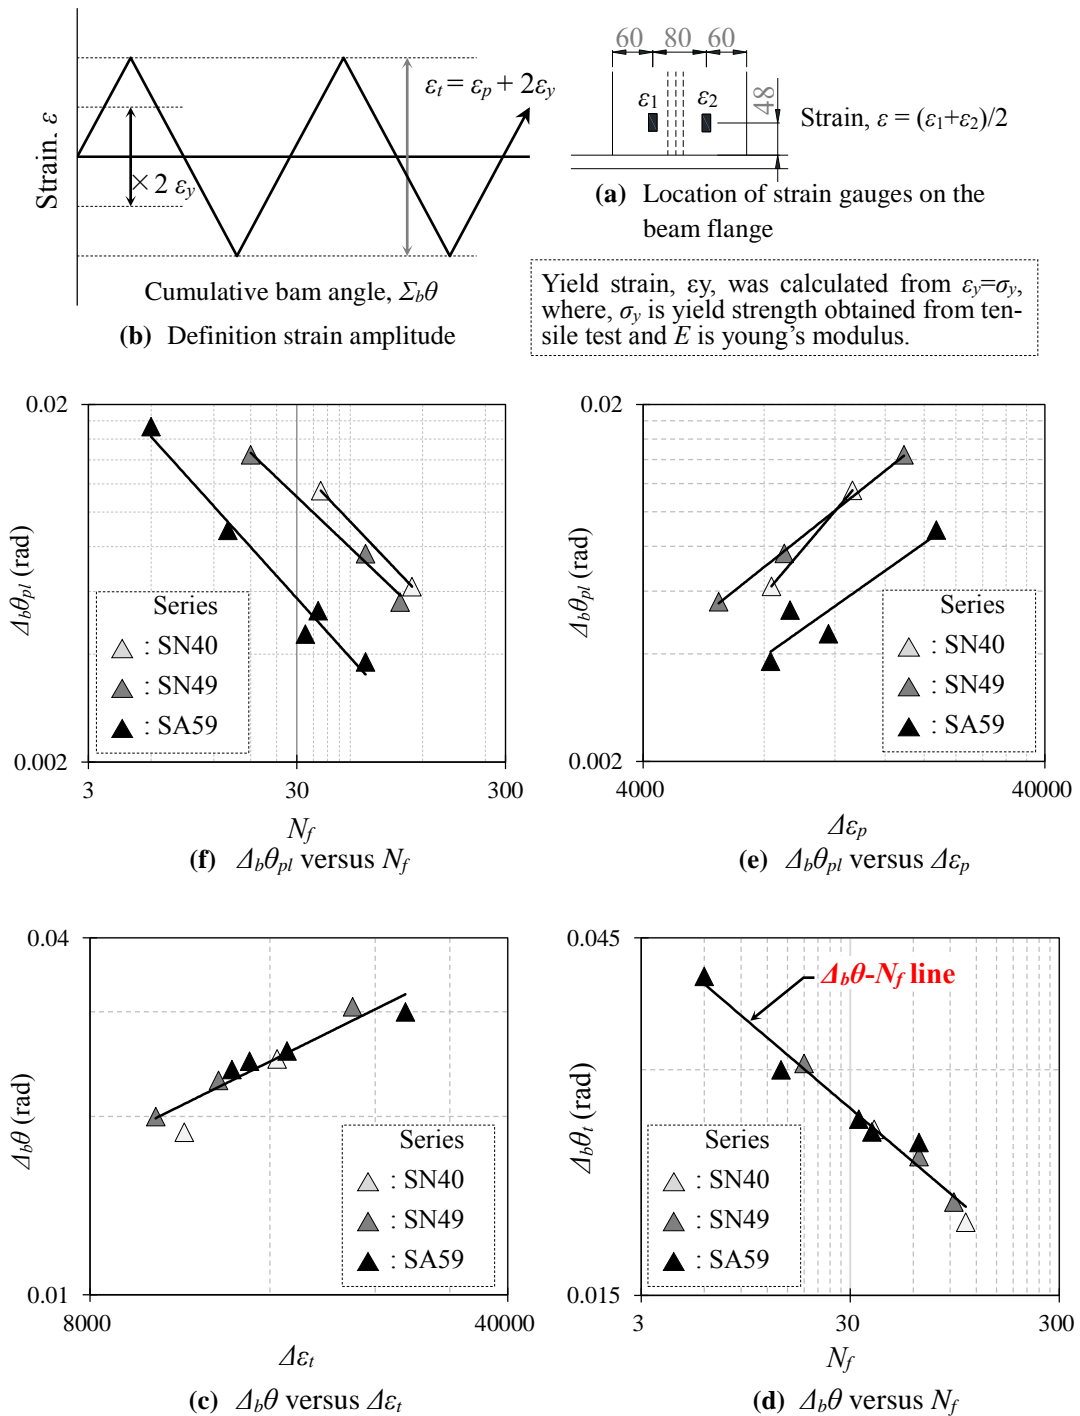 Strain. ε
× 2 εy
εt = εp + 2εy
Cumulative bam angle, Σbθ
(b) Definition strain amplitude
60 80 60
ε1 ε2
48
Strain, ε = (ε1+ε2)/2
(a) Location of strain gauges on the
beam flange
Yield strain, εy, was calculated from εy=σy,
where, σy is yield strength obtained from ten-
sile test and E is young's modulus.
0.02
Δbθpl (rad)
Series
: SN40
: SN49
: SA59
0.002
3 30 300
Nf
(f) Δbθpl versus Nf
0.02
Δbθpl (rad)
Series
: SN40
: SN49
: SA59
0.002
4000 40000
Δεp
(e) Δbθpl versus Δεp
0.04
Δbθ (rad)
Series
: SN40
: SN49
: SA59
0.01
8000 40000
Δεt
(c) Δbθ versus Δεt
0.045
Δbθ-Nf line
Δbθt (rad)
Series
: SN40
: SN49
: SA59
0.015
3 30 300
Nf
(d) Δbθ versus Nf